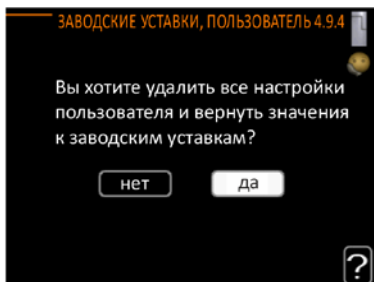 ЗАВОДСКИЕ УСТАВКИ, ПОЛЬЗОВАТЕЛЬ 4.9.4
Вы хотите удалить все настройки
пользователя и вернуть значения
к заводским уставкам?
нет да
?